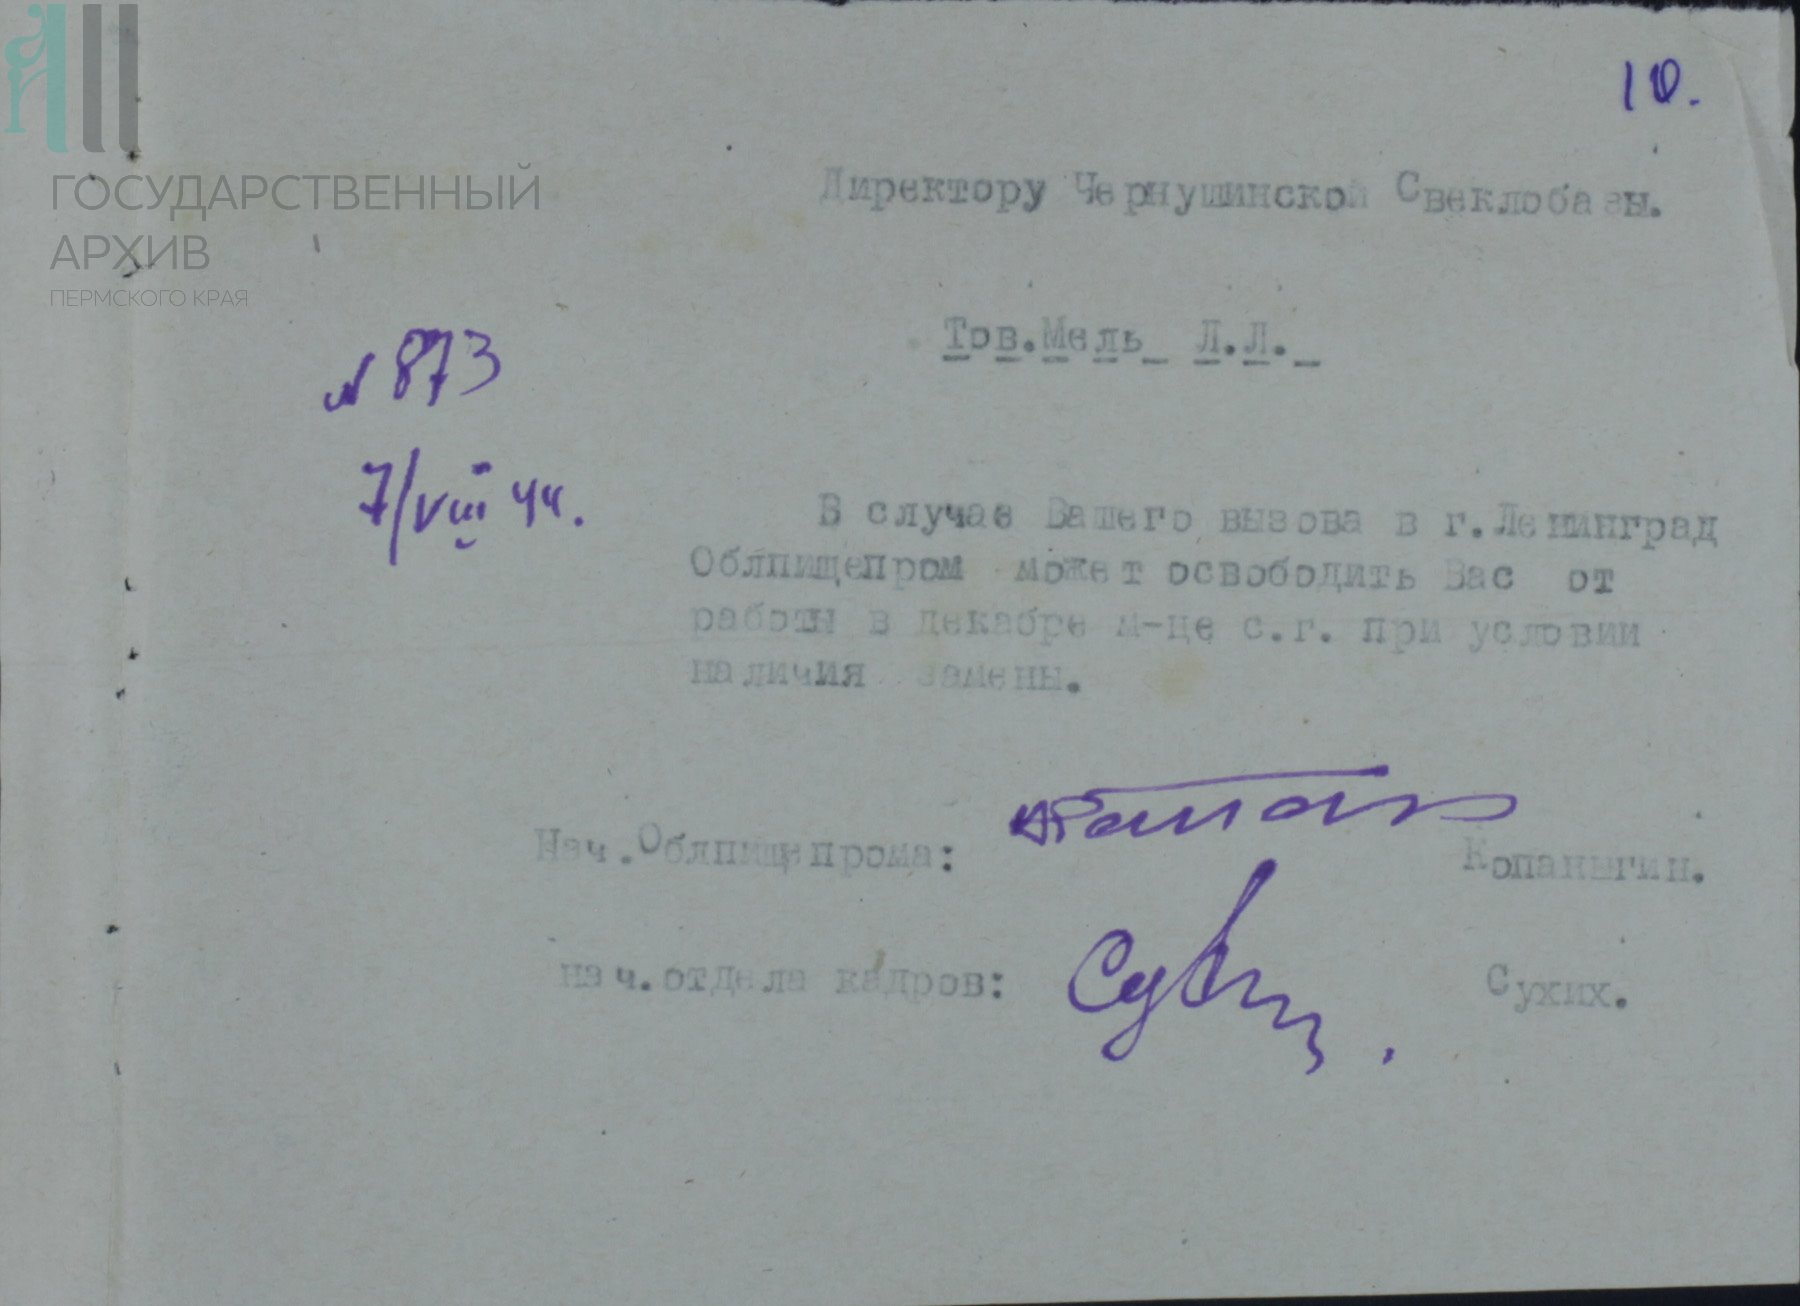 10.
ГОСУДАРСТВЕННЫЙ
АРХИВ
ПЕРМСКОГО КРАЯ
Директору Чернушинской Свеклобазы.
Тов.Мель Л.Л.
№ 873
7/VIII 44.
В случае Вашего вызова в г.Ленинград
Облпищепром может освободить Вас от
работы в декабре м-це с.г. при условии
наличия замены.
Нач.Облпищепрома: Копаныгин.
нач.отдела кадров: Сухих.